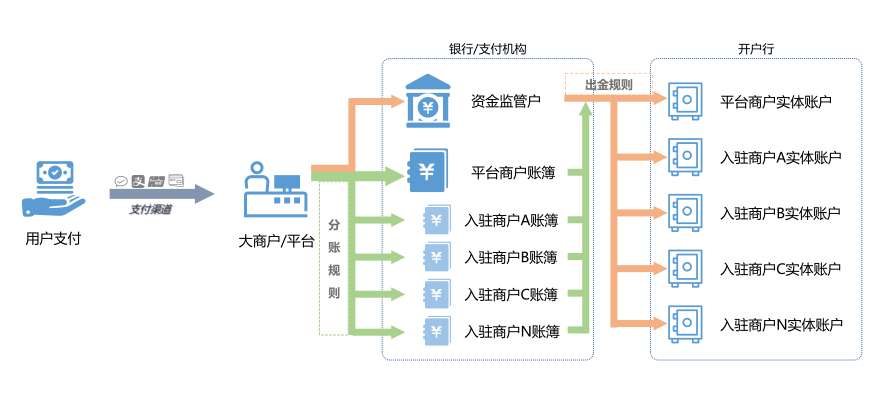 银行/支付机构
开户行
出金规则
资金监管户
平台商户实体账户
支付渠道
用户支付
大商户/平台
分账规则
平台商户账簿
入驻商户A账簿
入驻商户B账簿
入驻商户C账簿
入驻商户N账簿
入驻商户A实体账户
入驻商户B实体账户
入驻商户C实体账户
入驻商户N实体账户